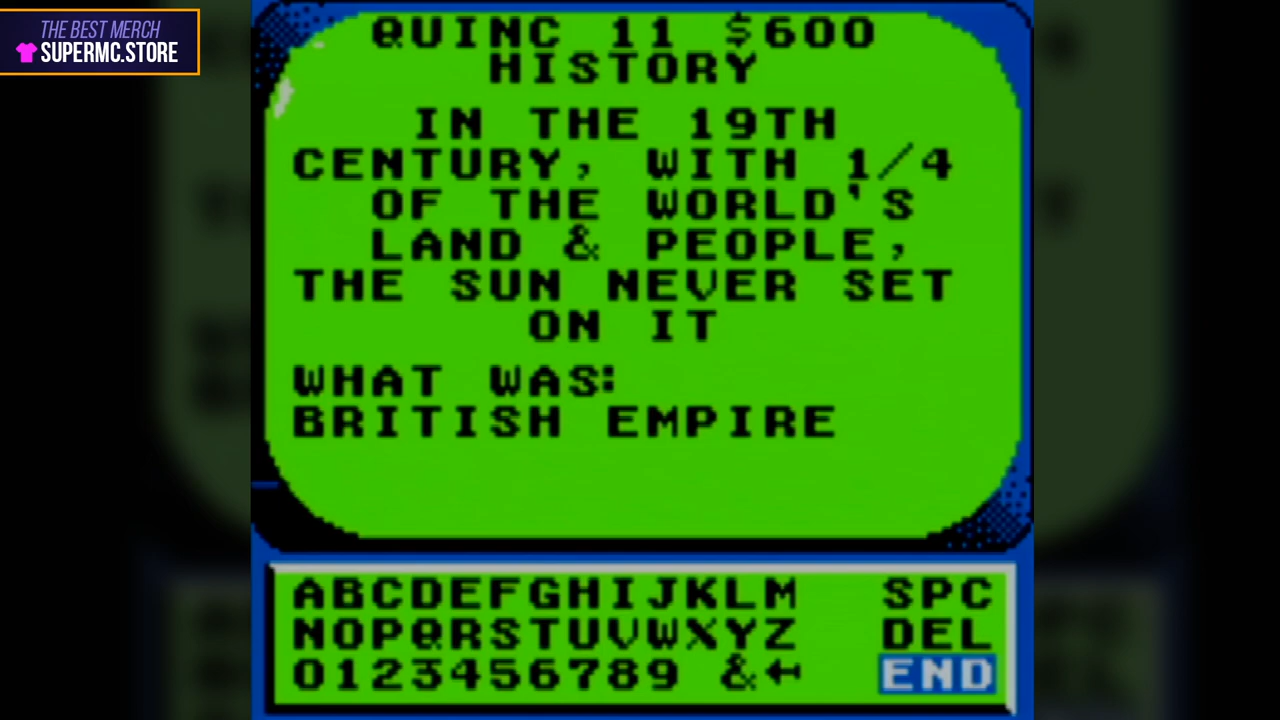 THE BEST MERCH
SUPERMC.STORE
QUINC 11 $600
HISTORY
IN THE 19TH
CENTURY, WITH 1/4
OF THE WORLD'S
LAND & PEOPLE,
THE SUN NEVER SET
ON IT
WHAT WAS:
BRITISH EMPIRE
ABCDEFGHIJKLM SPC
NOPQRSTUVWXYZ DEL
0123456789 &← END